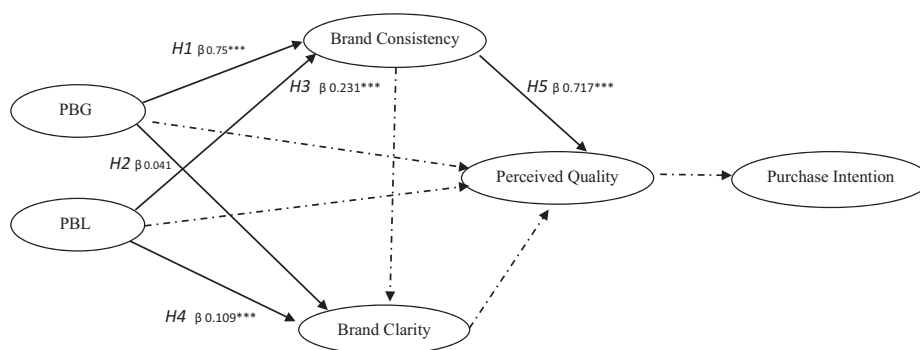 Brand Consistency
H1 β 0.75***
H3 β 0.231***
H5 β 0.717***
PBG
H2 β 0.041
Perceived Quality
Purchase Intention
PBL
H4 β 0.109***
Brand Clarity